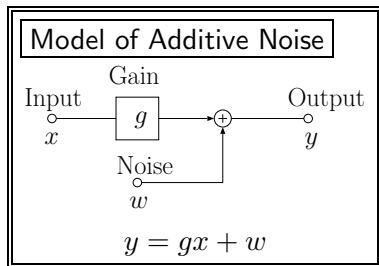 Model of Additive Noise
Gain
Input
Output
g
+
x
y
Noise
w
y = gx + w